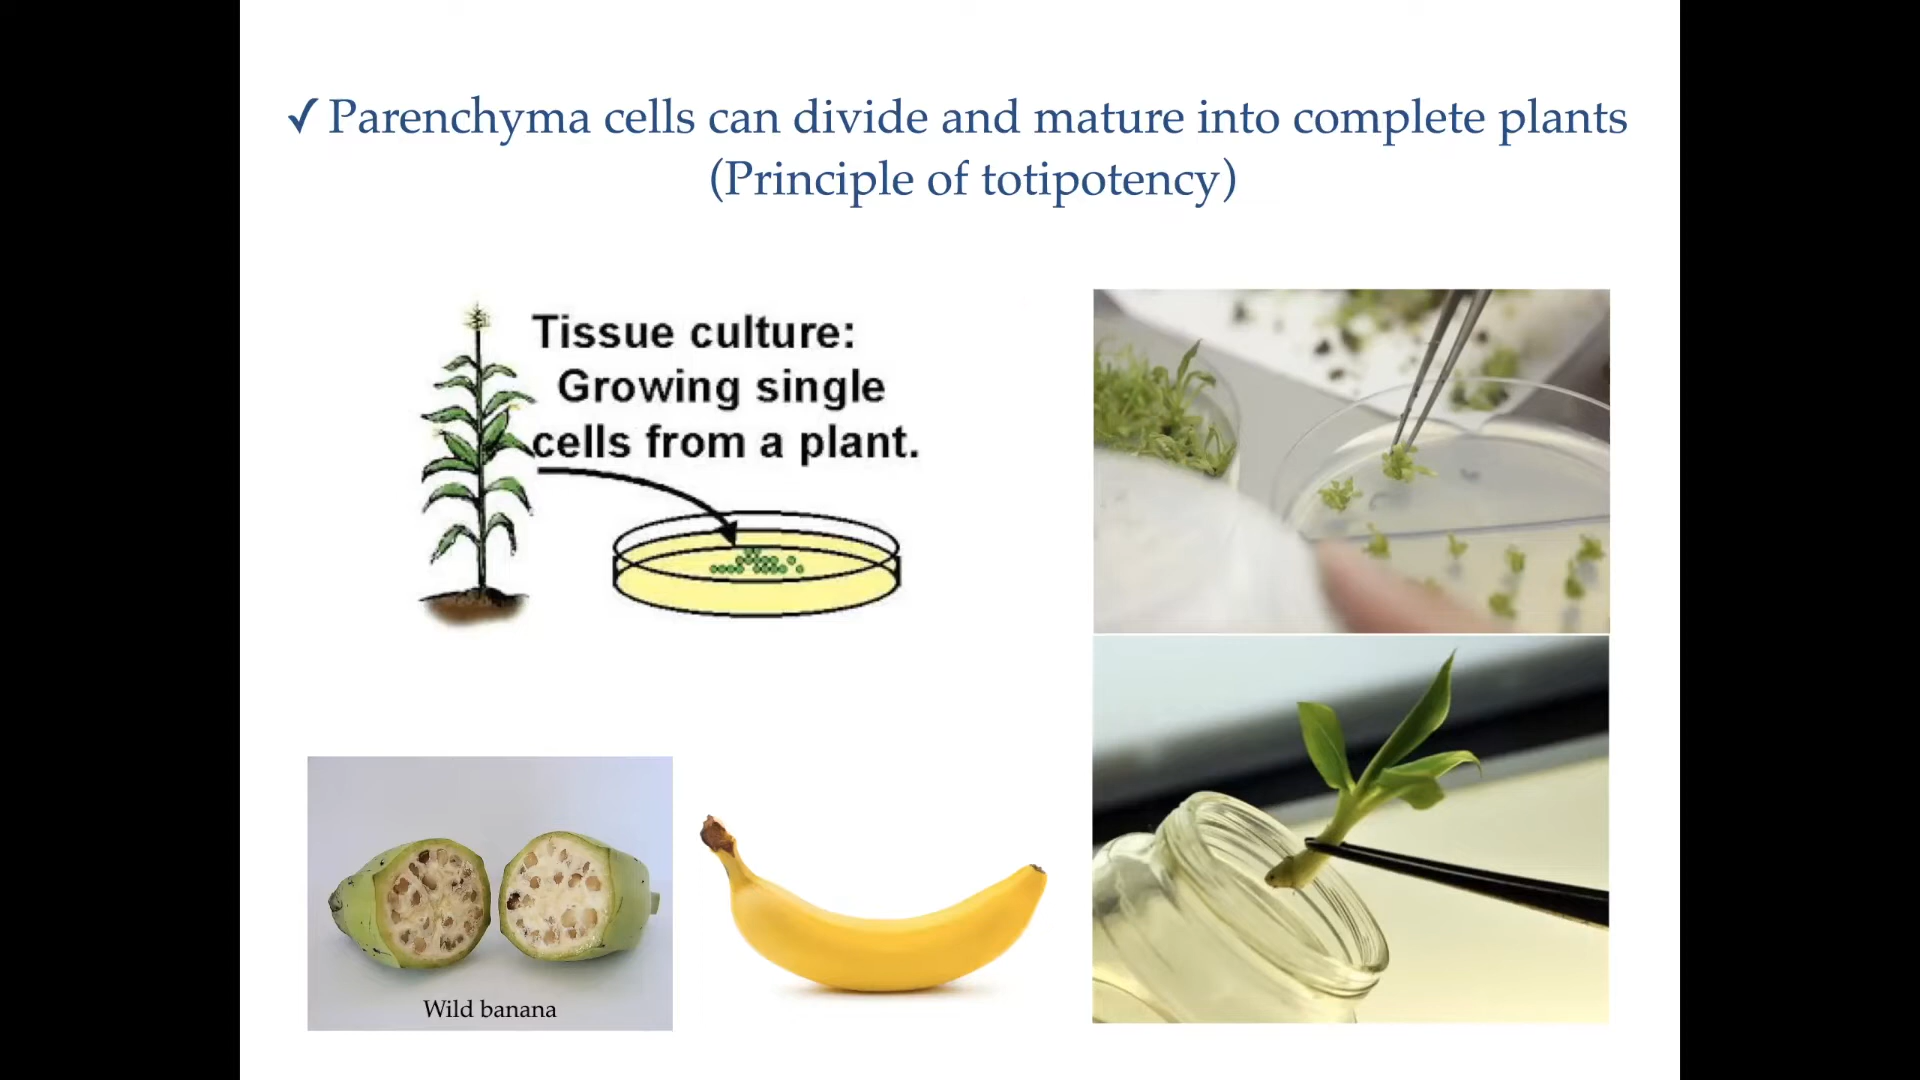 ✓ Parenchyma cells can divide and mature into complete plants
(Principle of totipotency)
Tissue culture:
Growing single
cells from a plant.
Wild banana